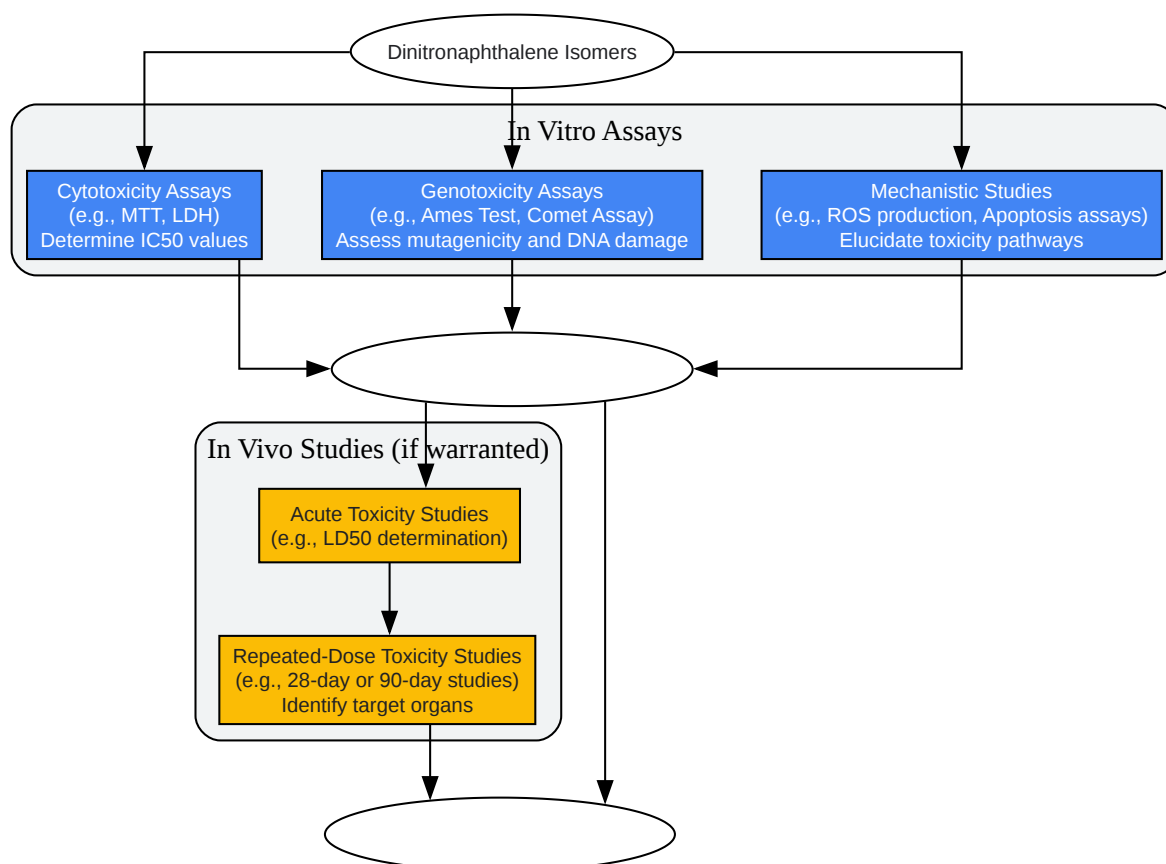 Dinitronaphthalene Isomers
In Vitro Assays
Cytotoxicity Assays
(e.g., MTT, LDH)
Determine IC50 values
Genotoxicity Assays
(e.g., Ames Test, Comet Assay)
Assess mutagenicity and DNA damage
Mechanistic Studies
(e.g., ROS production, Apoptosis assays)
Elucidate toxicity pathways
In Vivo Studies (if warranted)
Acute Toxicity Studies
(e.g., LD50 determination)
Repeated-Dose Toxicity Studies
(e.g., 28-day or 90-day studies)
Identify target organs